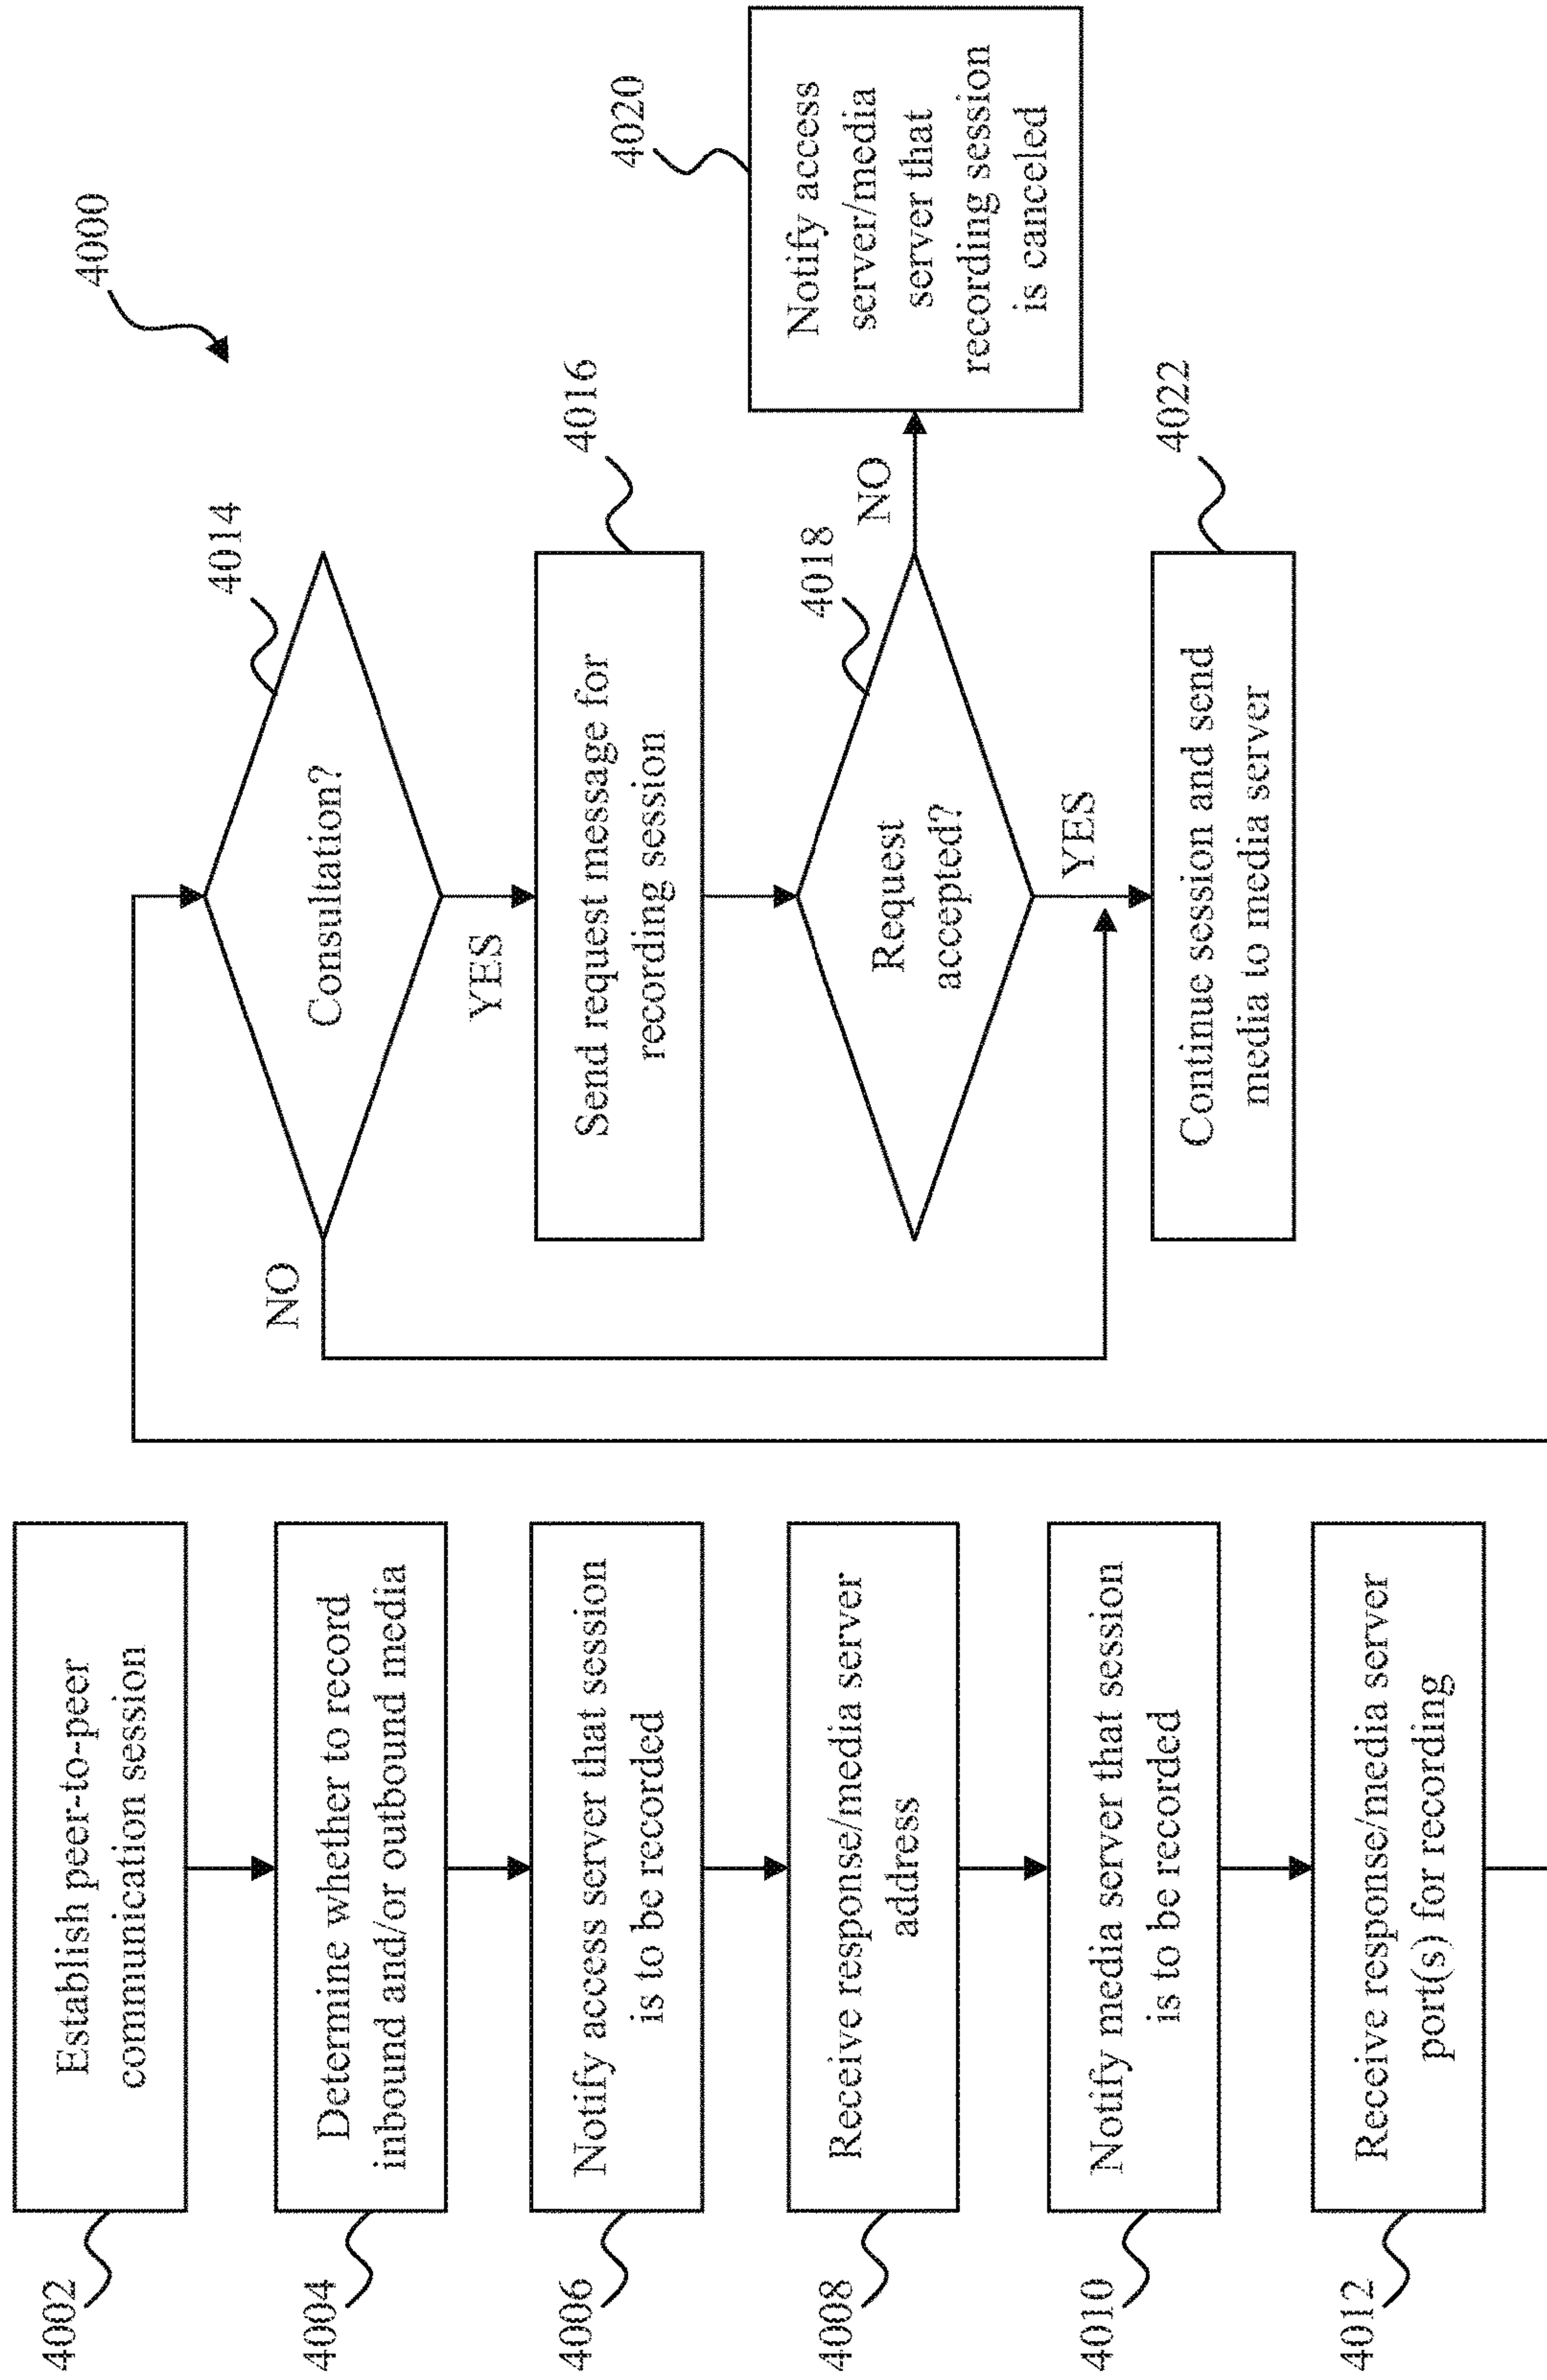 4000
4002
Establish peer-to-peer
communication session
4004
Determine whether to record
inbound and/or outbound media
4006
Notify access server that session
is to be recorded
4008
Receive response/media server
address
4010
Notify media server that session
is to be recorded
4012
Receive response/media server
port(s) for recording
4014
Consultation?
NO
YES
4016
Send request message for
recording session
4018
Request
accepted?
NO
YES
4020
Notify access
server/media
server that
recording session
is canceled
4022
Continue session and send
media to media server